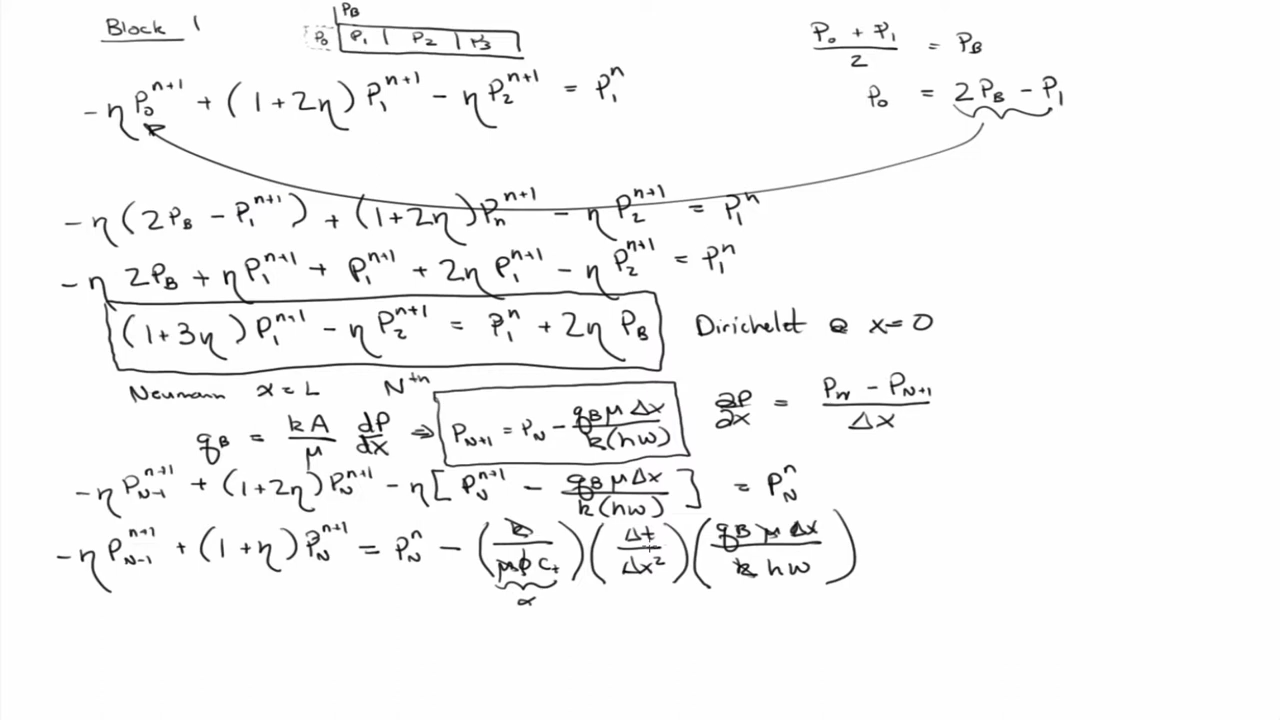 Block 1
P_B
P_0 P_1 P_2 P_3
(P_0 + P_1)/2 = P_B
P_0 = 2P_B - P_1
-η P_0^{n+1} + (1+2η) P_1^{n+1} - η P_2^{n+1} = P_1^n
-η (2P_B - P_1^{n+1}) + (1+2η) P_n^{n+1} - η P_2^{n+1} = P_1^n
-η 2P_B + η P_1^{n+1} + P_1^{n+1} + 2η P_1^{n+1} - η P_2^{n+1} = P_1^n
(1+3η) P_1^{n+1} - η P_2^{n+1} = P_1^n + 2η P_B Diricheldt @ x=0
Neumann x=L N^{th}
q_B = kA/μ dP/dx ⇒ P_{N+1} = P_N - q_B μ Δx / k(hw) ∂P/∂x = (P_N - P_{N+1})/Δx
-η P_{N-1}^{n+1} + (1+2η) P_N^{n+1} - η [P_N^{n+1} - q_B μ Δx / k(hw)] = P_N^n
-η P_{N-1}^{n+1} + (1+η) P_N^{n+1} = P_N^n - (k / μ φ c_t) (Δt / Δx^2) (q_B μ Δx / k h w)
α